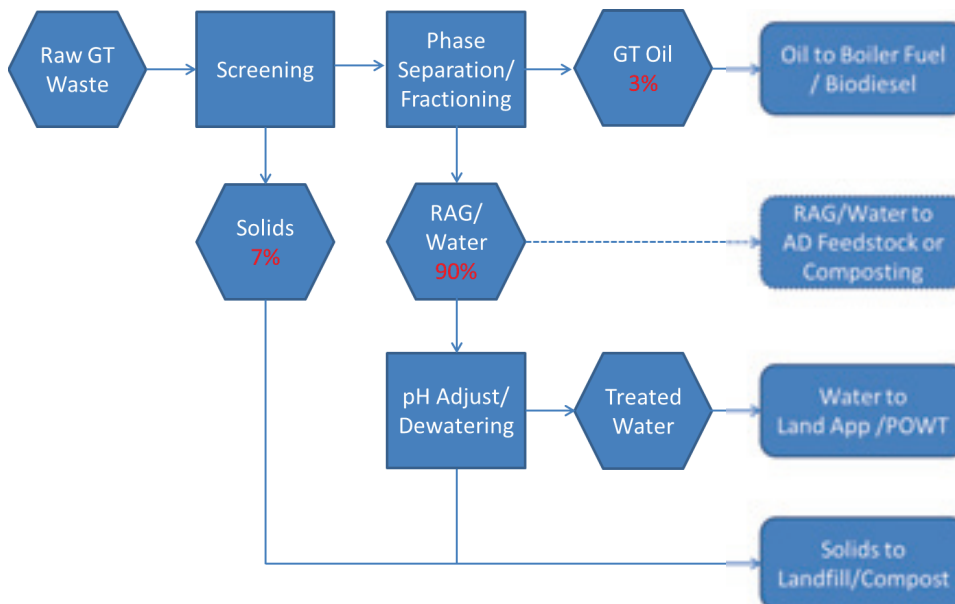 Raw GT
Waste
Screening
Phase
Separation/
Fractioning
GT Oil
3%
Oil to Boiler Fuel
/ Biodiesel
Solids
7%
RAG/
Water
90%
RAG/Water to
AD Feedstock or
Composting
pH Adjust/
Dewatering
Treated
Water
Water to
Land App /POWT
Solids to
Landfill/Compost